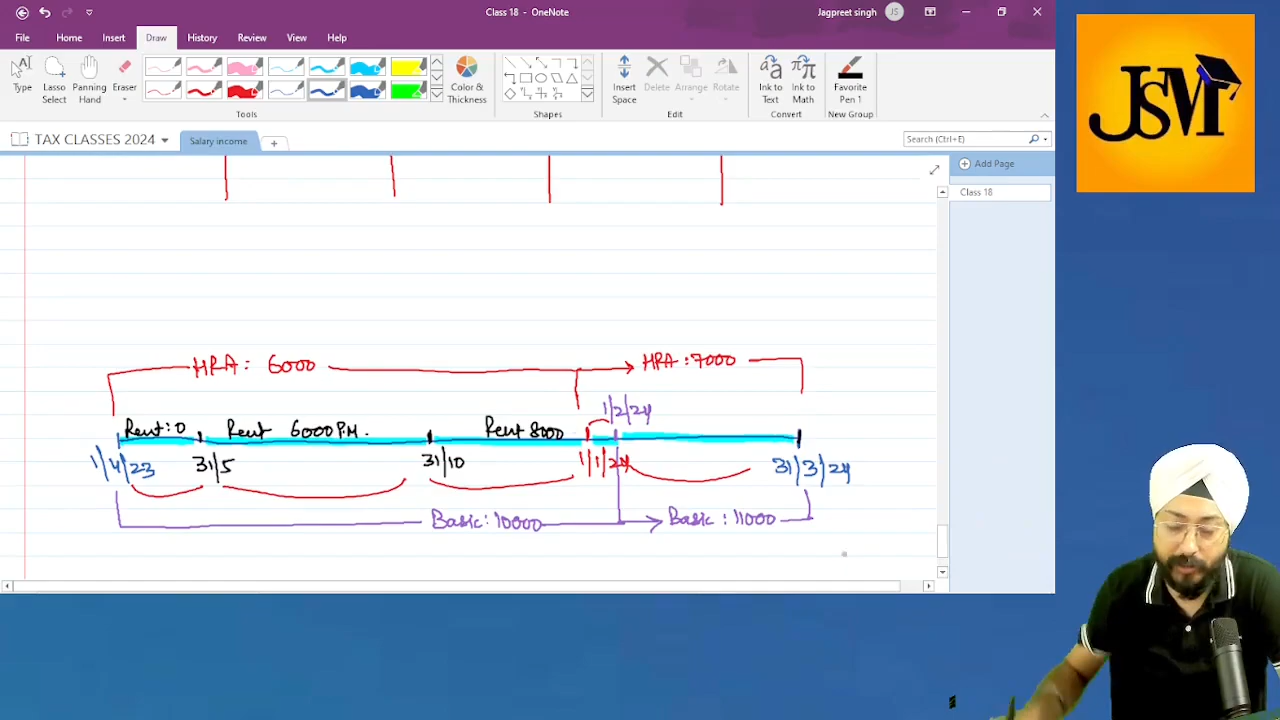 Class 18 - OneNote
Jagpreet singh JS
File Home Insert Draw History Review View Help
Type Lasso Select Panning Hand Eraser
Color & Thickness
Insert Space Delete Arrange Rotate
Ink to Text Ink to Math
Favorite Pen 1
Tools Shapes Edit Convert New Group
TAX CLASSES 2024 Salary income + Search (Ctrl+E)
Add Page
Class 18
JSM
HRA: 6000 HRA: 7000
1/2/24
Rent: 0 Rent 6000 PM. Rent 8000
1/4/23 31/5 31/10 1/1/24 31/3/24
Basic: 10000 Basic: 11000